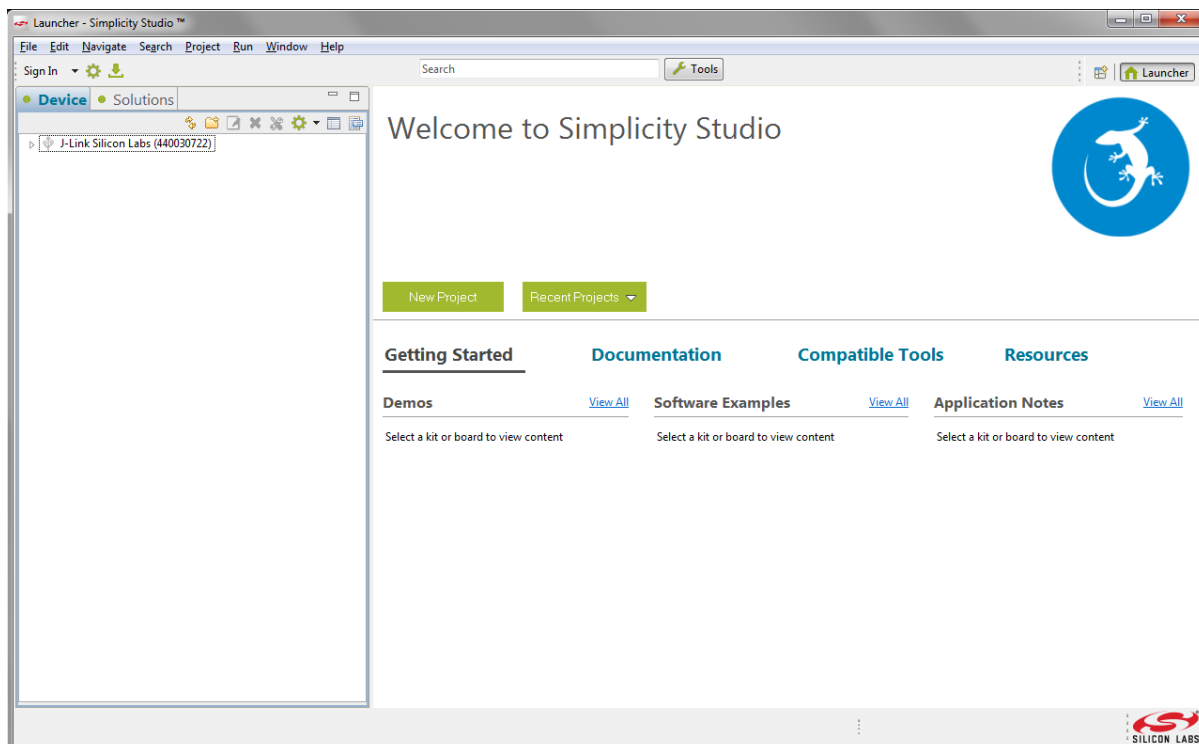 Launcher - Simplicity Studio ™
File Edit Navigate Search Project Run Window Help
Sign In Search Tools Launcher
Device Solutions
J-Link Silicon Labs (440030722)
Welcome to Simplicity Studio
New Project Recent Projects
Getting Started Documentation Compatible Tools Resources
Demos View All Software Examples View All Application Notes View All
Select a kit or board to view content Select a kit or board to view content Select a kit or board to view content
SILICON LABS